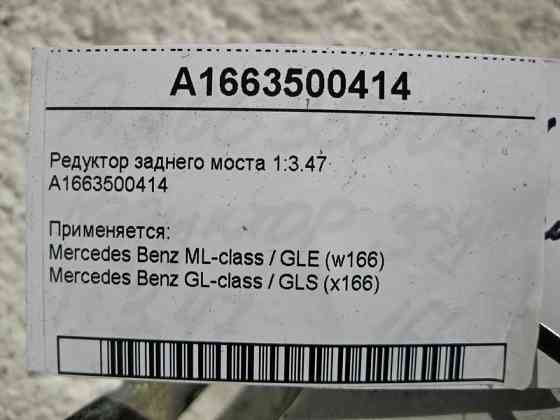 A1663500414
Редуктор заднего моста 1:3.47
A1663500414
Применяется:
Mercedes Benz ML-class / GLE (w166)
Mercedes Benz GL-class / GLS (x166)